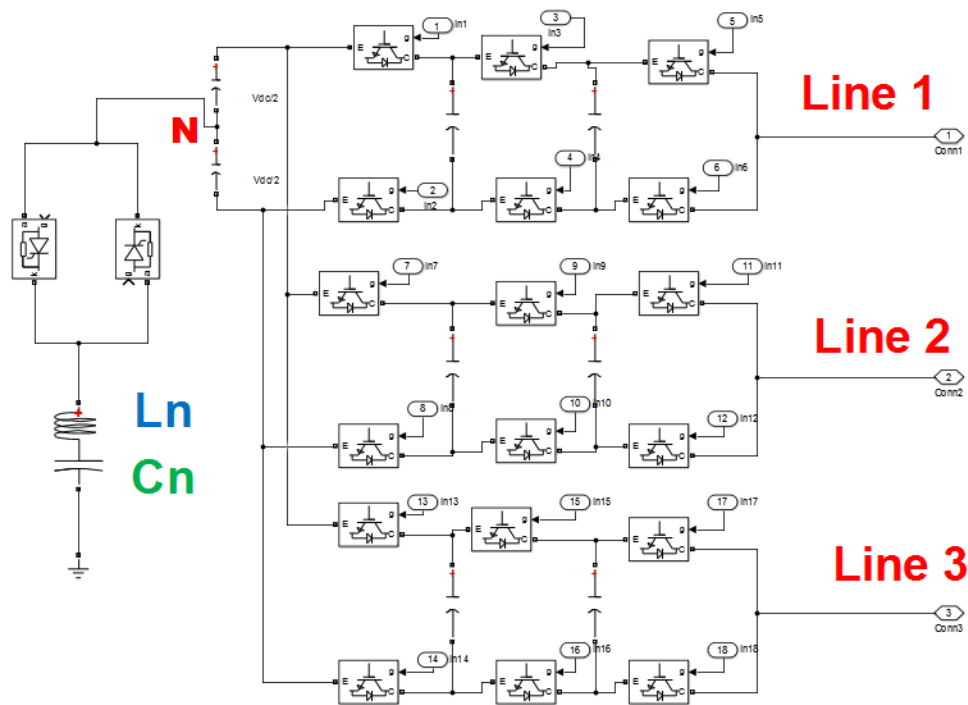 1 In1
3
In3
5 In5
g E C
g E C
g E C
Vdc/2
N
Vdc/2
Line 1
1
Conn1
2
In2
4 In4
6 In6
g E C
g E C
g E C
a g k
k g a
7 In7
9 In9
11 In11
g E C
g E C
g E C
Line 2
2
Conn2
Ln
Cn
8 In8
10 In10
12 In12
g E C
g E C
g E C
13 In13
15 In15
17 In17
g E C
g E C
g E C
Line 3
3
Conn3
14 In14
16 In16
18 In18
g E C
g E C
g E C